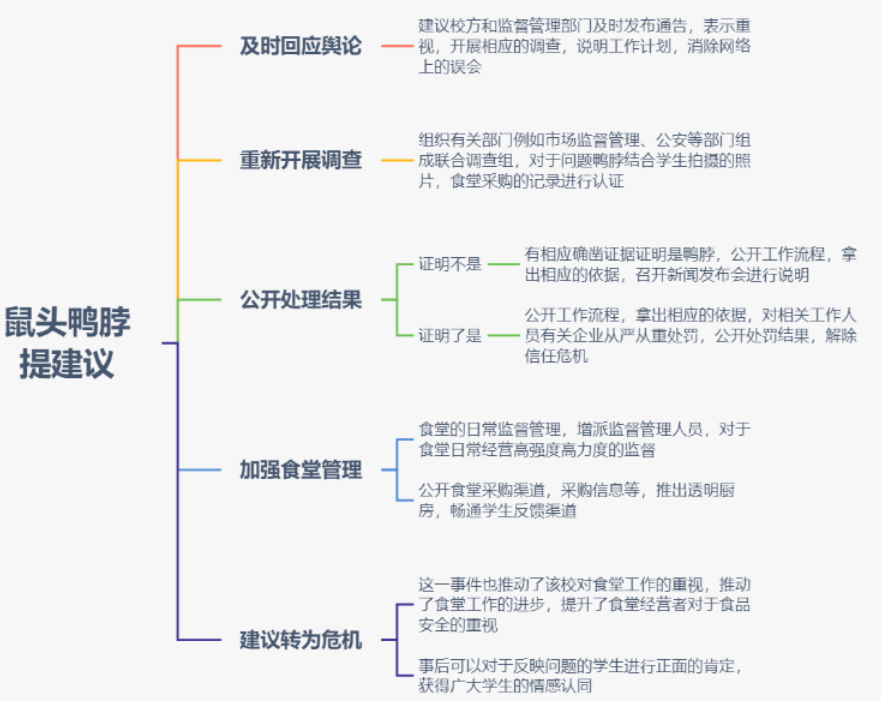 鼠头鸭脖
提建议
及时回应舆论
建议校方和监督管理部门及时发布通告，表示重
视，开展相应的调查，说明工作计划，消除网络
上的误会
重新开展调查
组织有关部门例如市场监督管理、公安等部门组
成联合调查组，对于问题鸭脖结合学生拍摄的照
片，食堂采购的记录进行认证
公开处理结果
证明不是
有相应确凿证据证明是鸭脖，公开工作流程，拿
出相应的依据，召开新闻发布会进行说明
证明了是
公开工作流程，拿出相应的依据，对相关工作人
员有关企业从严从重处罚，公开处罚结果，解除
信任危机
加强食堂管理
食堂的日常监督管理，增派监督管理人员，对于
食堂日常经营高强度高力度的监督
公开食堂采购渠道，采购信息等，推出透明厨
房，畅通学生反馈渠道
建议转为危机
这一事件也推动了该校对食堂工作的重视，推动
了食堂工作的进步，提升了食堂经营者对于食品
安全的重视
事后可以对于反映问题的学生进行正面的肯定，
获得广大学生的情感认同